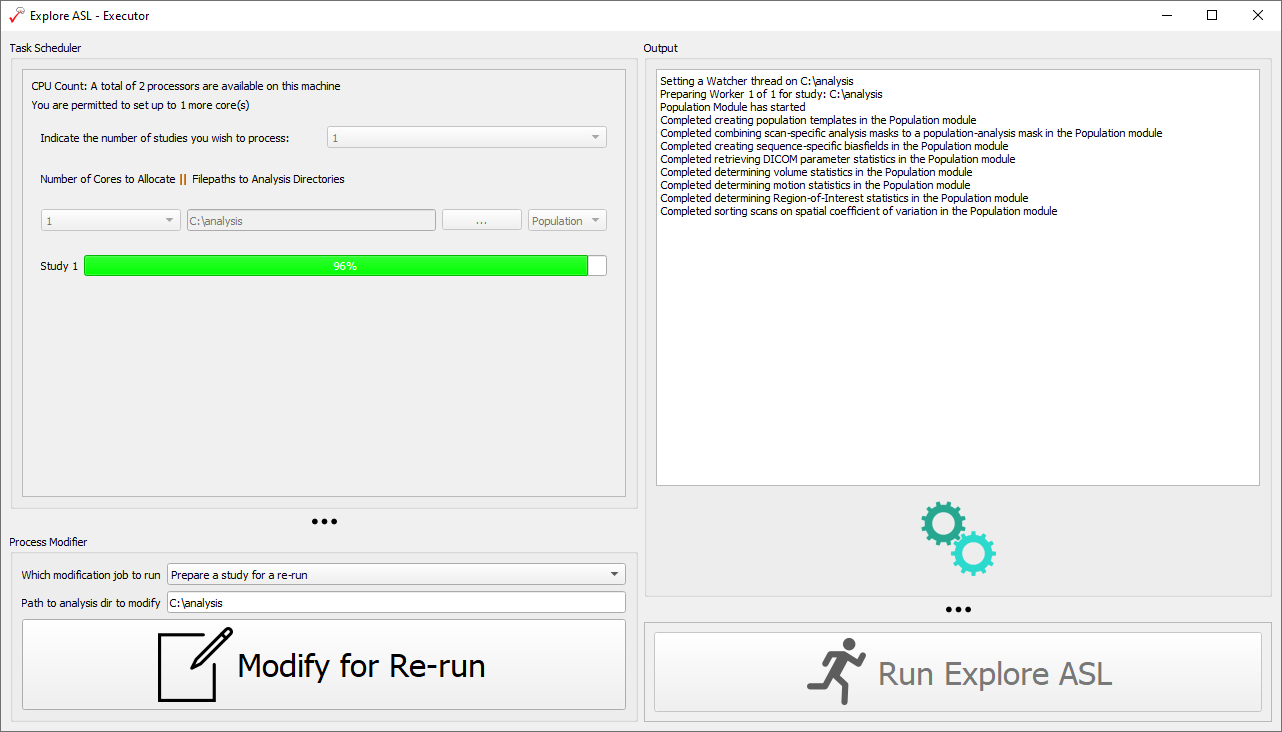 Explore ASL - Executor
Task Scheduler
CPU Count: A total of 2 processors are available on this machine
You are permitted to set up to 1 more core(s)
Indicate the number of studies you wish to process: 1
Number of Cores to Allocate || Filepaths to Analysis Directories
1 C:\analysis ... Population
Study 1 96%
Process Modifier
Which modification job to run Prepare a study for a re-run
Path to analysis dir to modify C:\analysis
Modify for Re-run
Output
Setting a Watcher thread on C:\analysis
Preparing Worker 1 of 1 for study: C:\analysis
Population Module has started
Completed creating population templates in the Population module
Completed combining scan-specific analysis masks to a population-analysis mask in the Population module
Completed creating sequence-specific biasfields in the Population module
Completed retrieving DICOM parameter statistics in the Population module
Completed determining volume statistics in the Population module
Completed determining motion statistics in the Population module
Completed determining Region-of-Interest statistics in the Population module
Completed sorting scans on spatial coefficient of variation in the Population module
Run Explore ASL